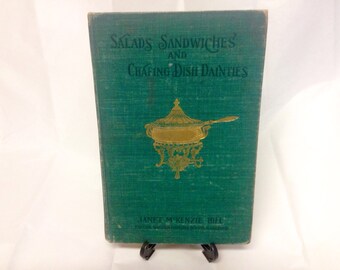 SALADS, SANDWICHES
AND
CHAFING DISH DAINTIES
JANET MCKENZIE HILL